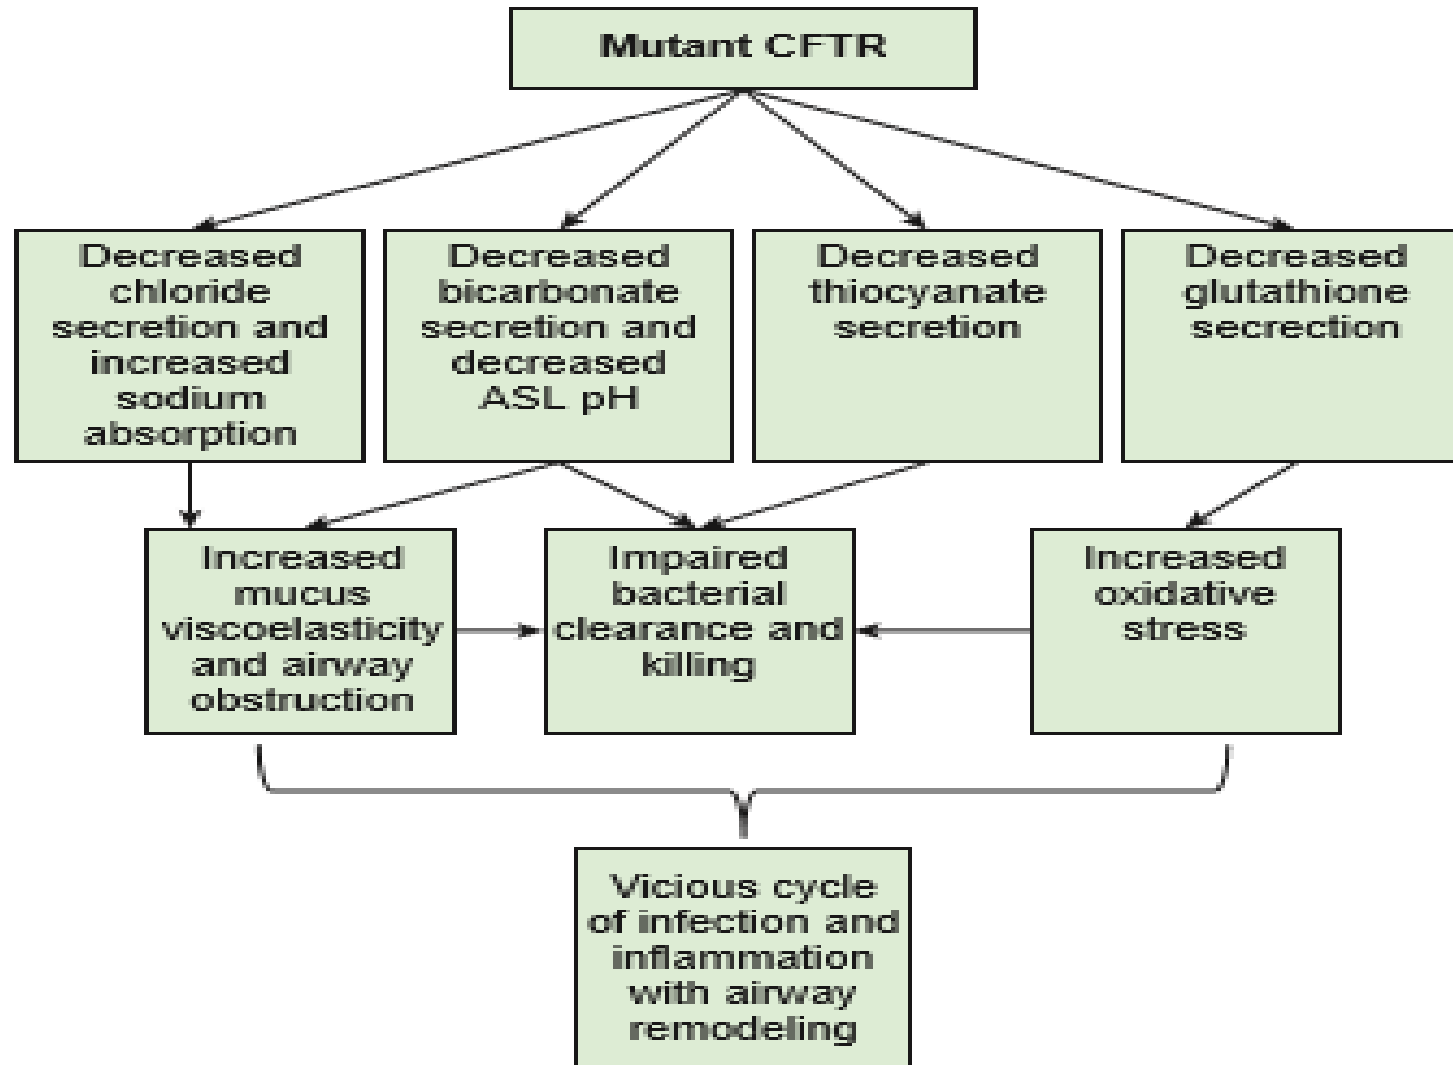 Mutant CFTR
Decreased
chloride
secretion and
increased
sodium
absorption
Decreased
bicarbonate
secretion and
decreased
ASL pH
Decreased
thiocyanate
secretion
Decreased
glutathione
secrection
Increased
mucus
viscoelasticity
and airway
obstruction
Impaired
bacterial
clearance and
killing
Increased
oxidative
stress
Vicious cycle
of infection and
inflammation
with airway
remodeling